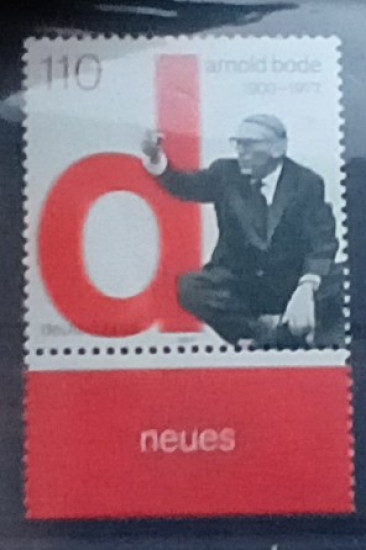 110
arnold bode
1900–1977
d
neues